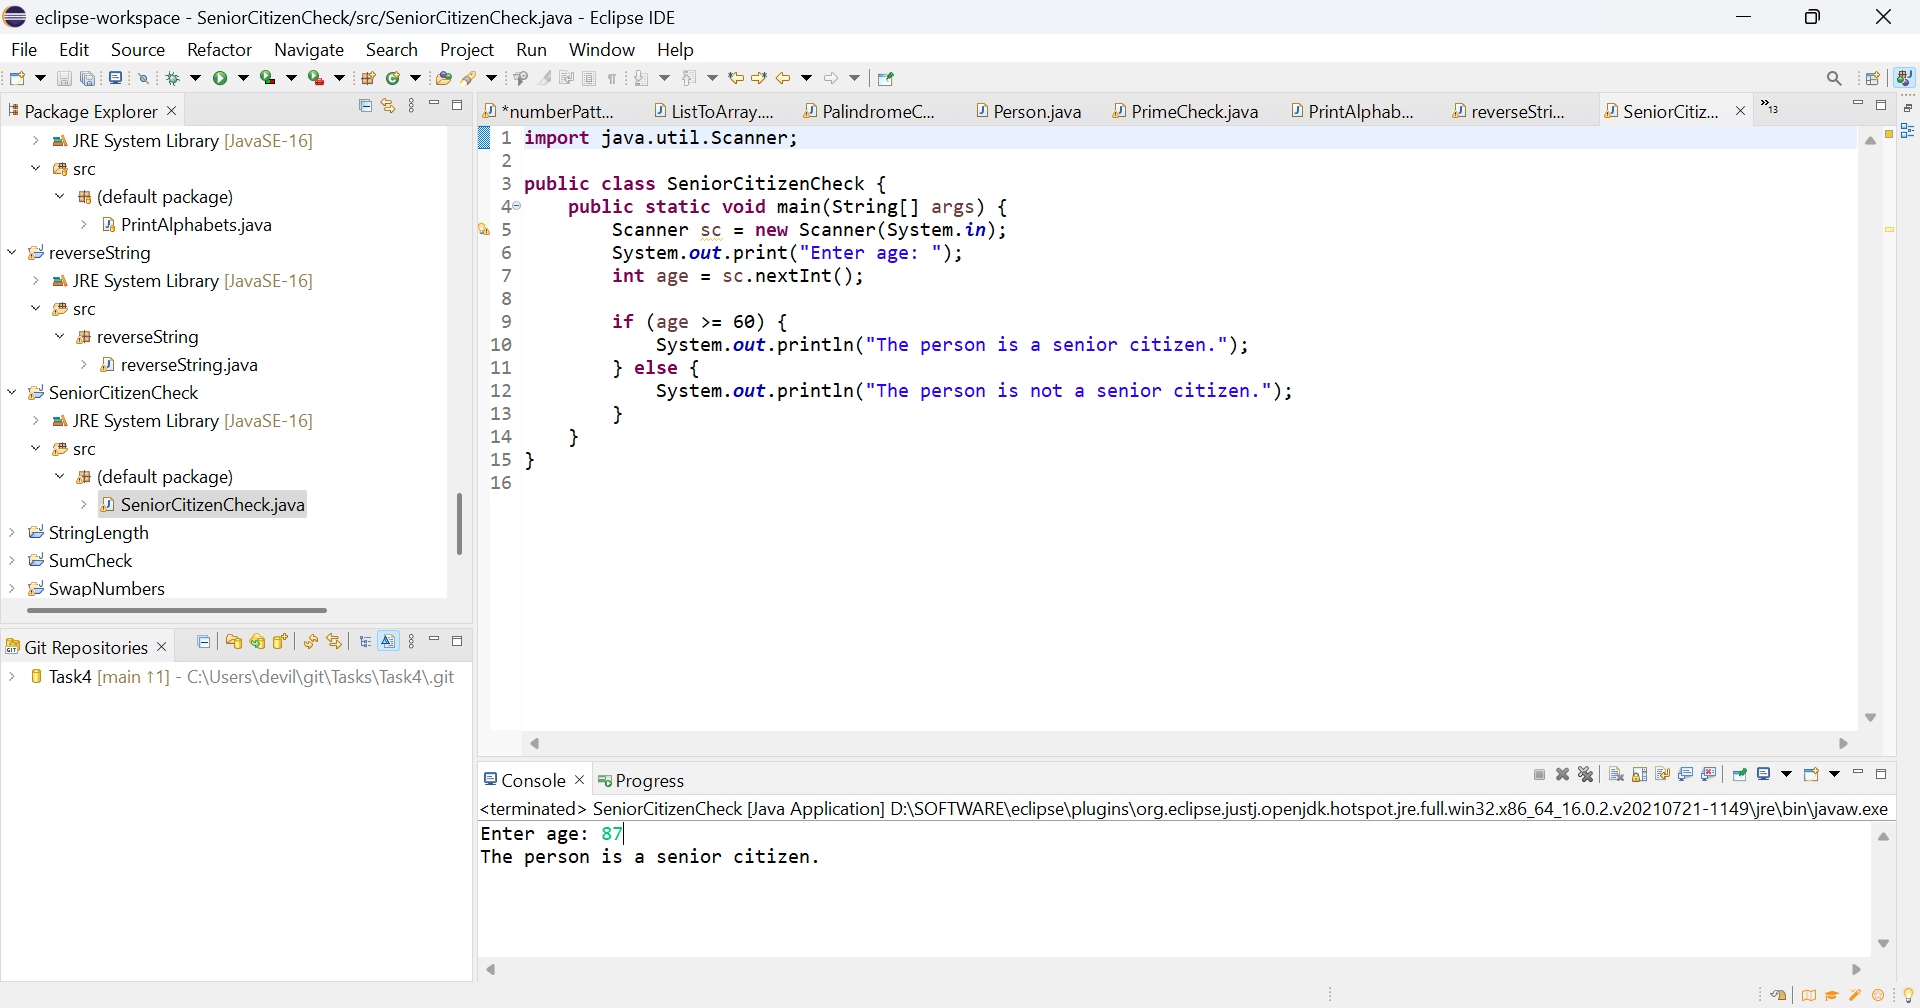 eclipse-workspace - SeniorCitizenCheck/src/SeniorCitizenCheck.java - Eclipse IDE
File Edit Source Refactor Navigate Search Project Run Window Help
Package Explorer
JRE System Library [JavaSE-16]
src
(default package)
PrintAlphabets.java
reverseString
JRE System Library [JavaSE-16]
src
reverseString
reverseString.java
SeniorCitizenCheck
JRE System Library [JavaSE-16]
src
(default package)
SeniorCitizenCheck.java
StringLength
SumCheck
SwapNumbers
Git Repositories
Task4 [main ↑1] - C:\Users\devil\git\Tasks\Task4\.git
*numberPatt... ListToArray.... PalindromeC... Person.java PrimeCheck.java PrintAlphab... reverseStri... SeniorCitiz... »13
1 import java.util.Scanner;
2
3 public class SeniorCitizenCheck {
4 public static void main(String[] args) {
5 Scanner sc = new Scanner(System.in);
6 System.out.print("Enter age: ");
7 int age = sc.nextInt();
8
9 if (age >= 60) {
10 System.out.println("The person is a senior citizen.");
11 } else {
12 System.out.println("The person is not a senior citizen.");
13 }
14 }
15 }
16
Console Progress
<terminated> SeniorCitizenCheck [Java Application] D:\SOFTWARE\eclipse\plugins\org.eclipse.justj.openjdk.hotspot.jre.full.win32.x86_64_16.0.2.v20210721-1149\jre\bin\javaw.exe
Enter age: 87
The person is a senior citizen.